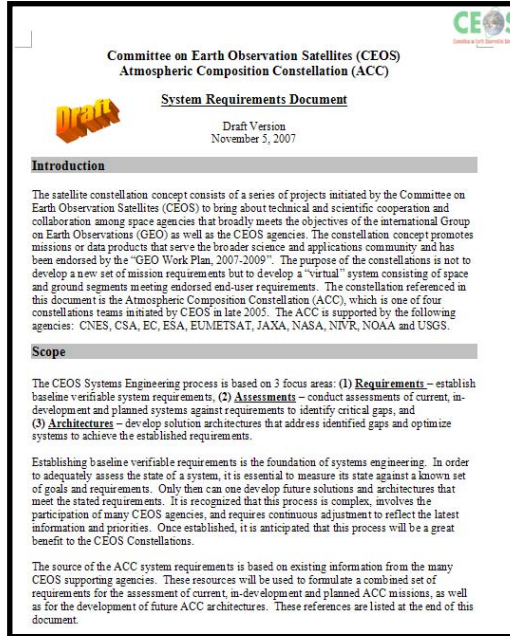 CEOS
Committee on Earth Observation Satellites (CEOS)
Atmospheric Composition Constellation (ACC)
System Requirements Document
Draft
Draft Version
November 5, 2007
Introduction
The satellite constellation concept consists of a series of projects initiated by the Committee on
Earth Observation Satellites (CEOS) to bring about technical and scientific cooperation and
collaboration among space agencies that broadly meets the objectives of the international Group
on Earth Observations (GEO) as well as the CEOS agencies. The constellation concept promotes
missions or data products that serve the broader science and applications community and has
been endorsed by the “GEO Work Plan, 2007-2009”. The purpose of the constellations is not to
develop a new set of mission requirements but to develop a “virtual” system consisting of space
and ground segments meeting endorsed end-user requirements. The constellation referenced in
this document is the Atmospheric Composition Constellation (ACC), which is one of four
constellations teams initiated by CEOS in late 2005. The ACC is supported by the following
agencies: CNES, CSA, EC, ESA, EUMETSAT, JAXA, NASA, NIVR, NOAA and USGS.
Scope
The CEOS Systems Engineering process is based on 3 focus areas: (1) Requirements – establish
baseline verifiable system requirements, (2) Assessments – conduct assessments of current, in-
development and planned systems against requirements to identify critical gaps, and
(3) Architectures – develop solution architectures that address identified gaps and optimize
systems to achieve the established requirements.
Establishing baseline verifiable requirements is the foundation of systems engineering. In order
to adequately assess the state of a system, it is essential to measure its state against a known set
of goals and requirements. Only then can one develop future solutions and architectures that
meet the stated requirements. It is recognized that this process is complex, involves the
participation of many CEOS agencies, and requires continuous adjustment to reflect the latest
information and priorities. Once established, it is anticipated that this process will be a great
benefit to the CEOS Constellations.
The source of the ACC system requirements is based on existing information from the many
CEOS supporting agencies. These resources will be used to formulate a combined set of
requirements for the assessment of current, in-development and planned ACC missions, as well
as for the development of future ACC architectures. These references are listed at the end of this
document.